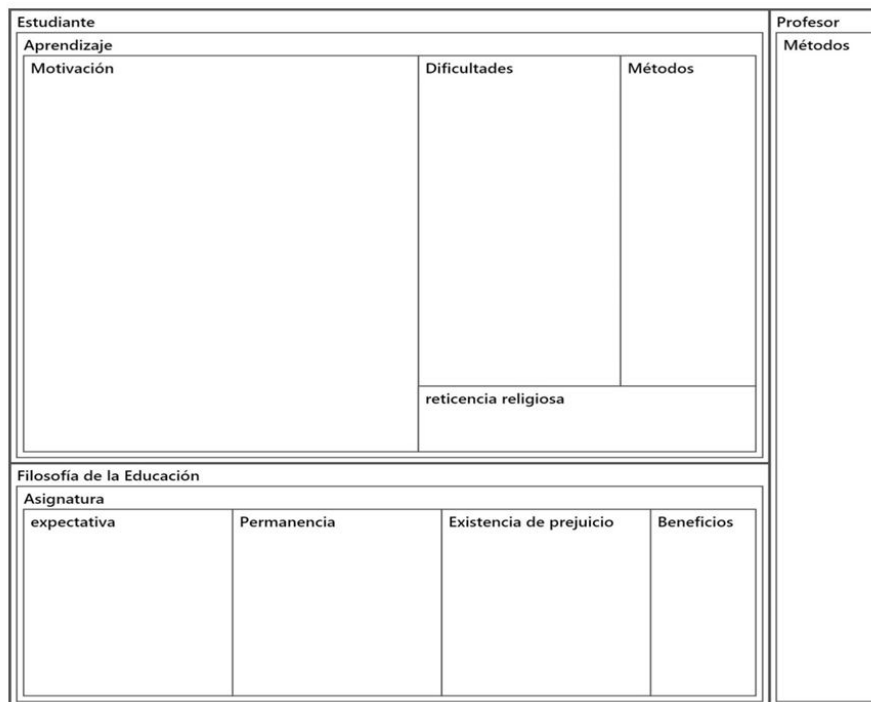 Estudiante
Aprendizaje
Motivación
Dificultades
Métodos
reticencia religiosa
Profesor
Métodos
Filosofía de la Educación
Asignatura
expectativa
Permanencia
Existencia de prejuicio
Beneficios